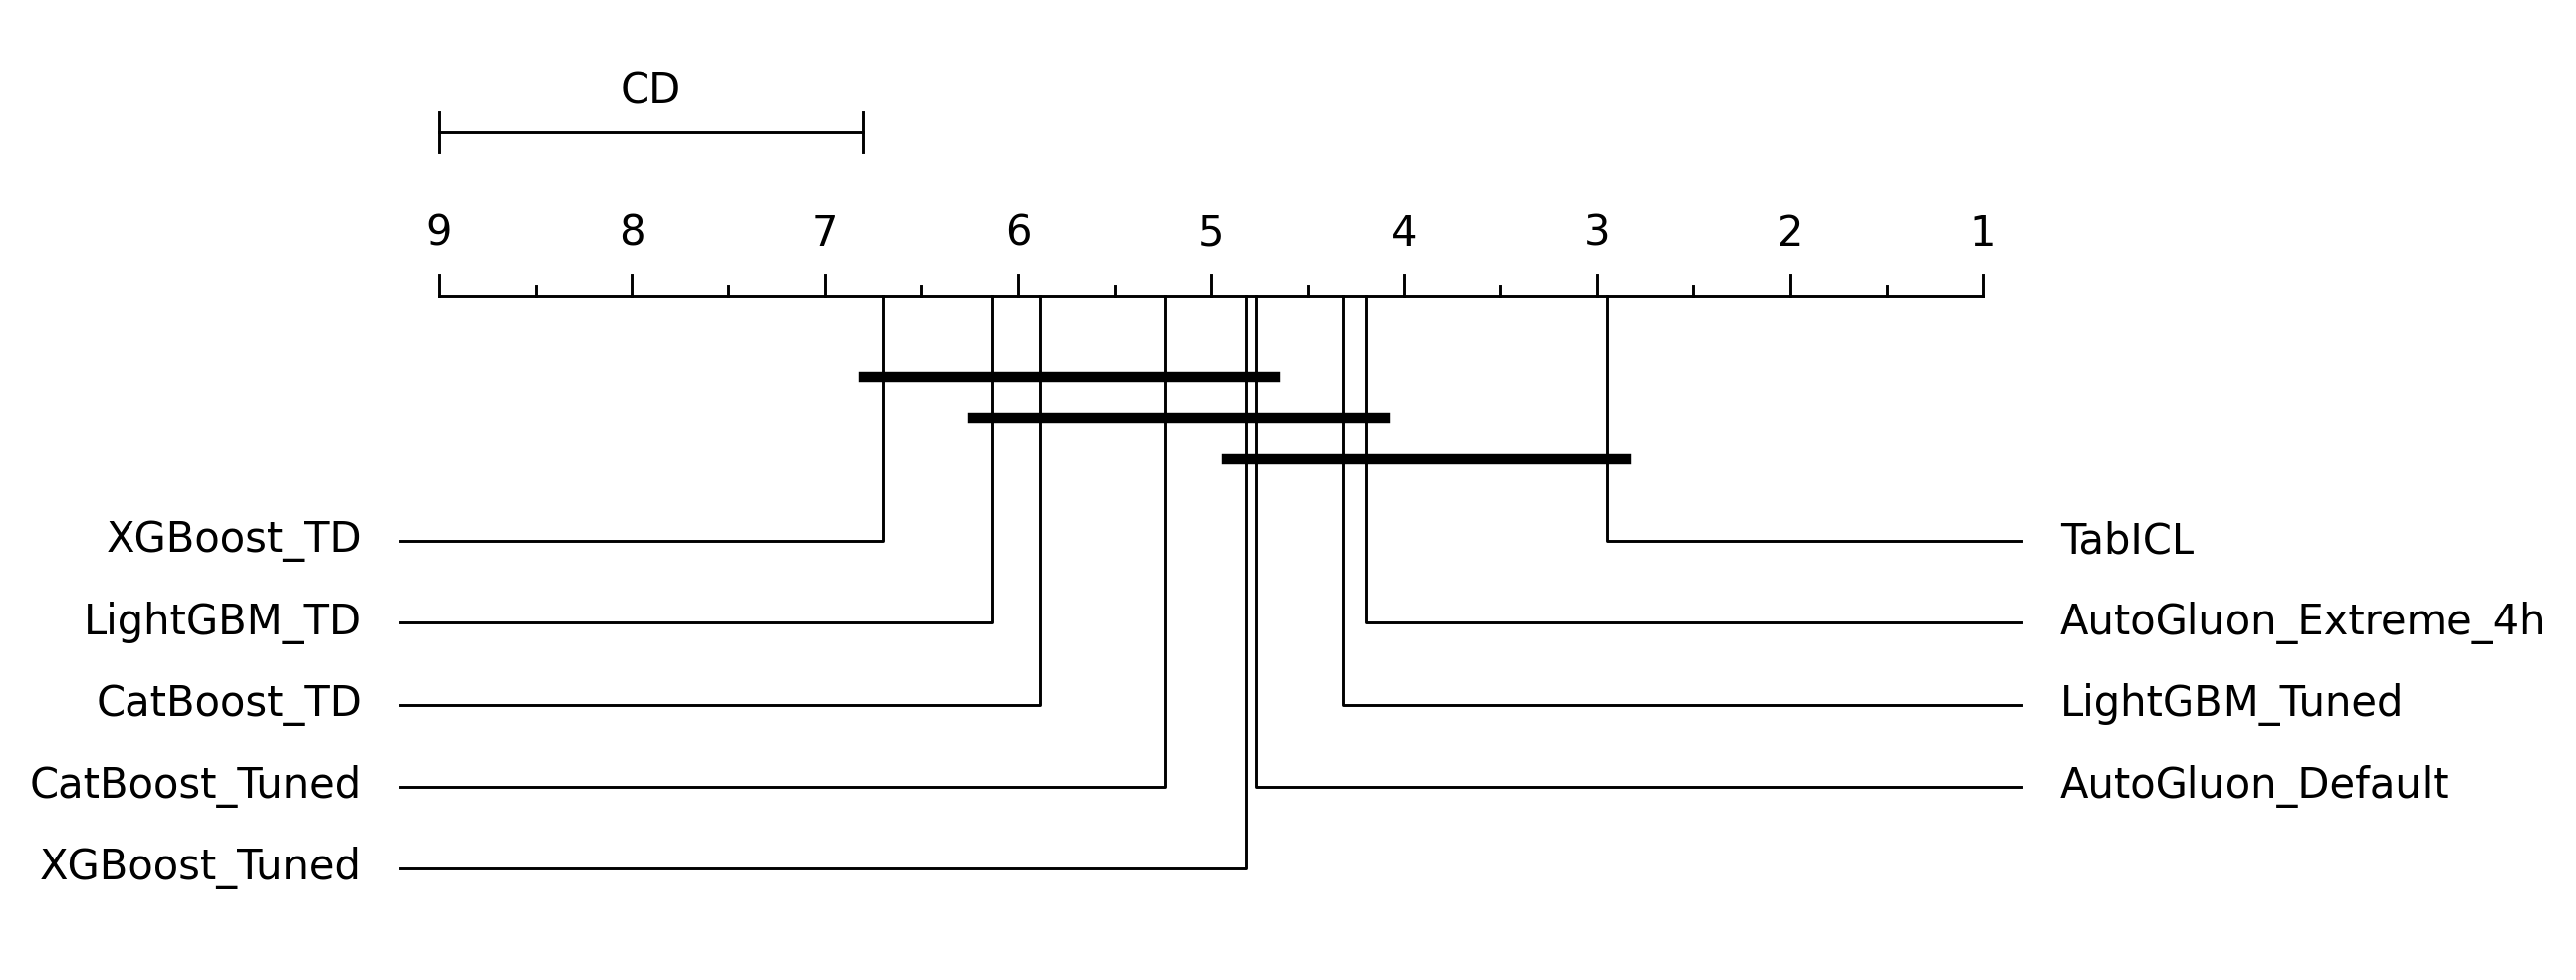 CD
9 8 7 6 5 4 3 2 1
XGBoost_TD
LightGBM_TD
CatBoost_TD
CatBoost_Tuned
XGBoost_Tuned
TabICL
AutoGluon_Extreme_4h
LightGBM_Tuned
AutoGluon_Default